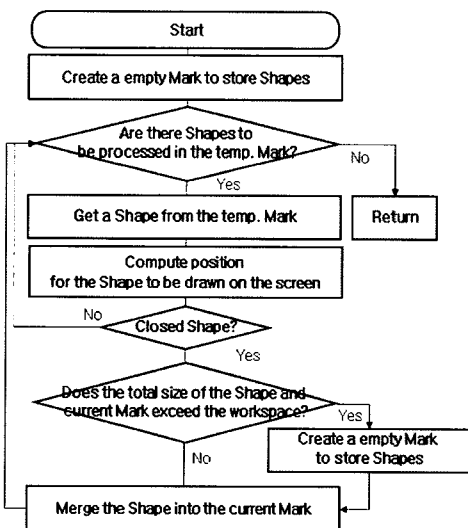 Start
Create a empty Mark to store Shapes
Are there Shapes to
be processed in the temp. Mark?
No
Yes
Get a Shape from the temp. Mark
Return
Compute position
for the Shape to be drawn on the screen
No
Closed Shape?
Yes
Does the total size of the Shape and
current Mark exceed the workspace?
Yes
Create a empty Mark
to store Shapes
No
Merge the Shape into the current Mark